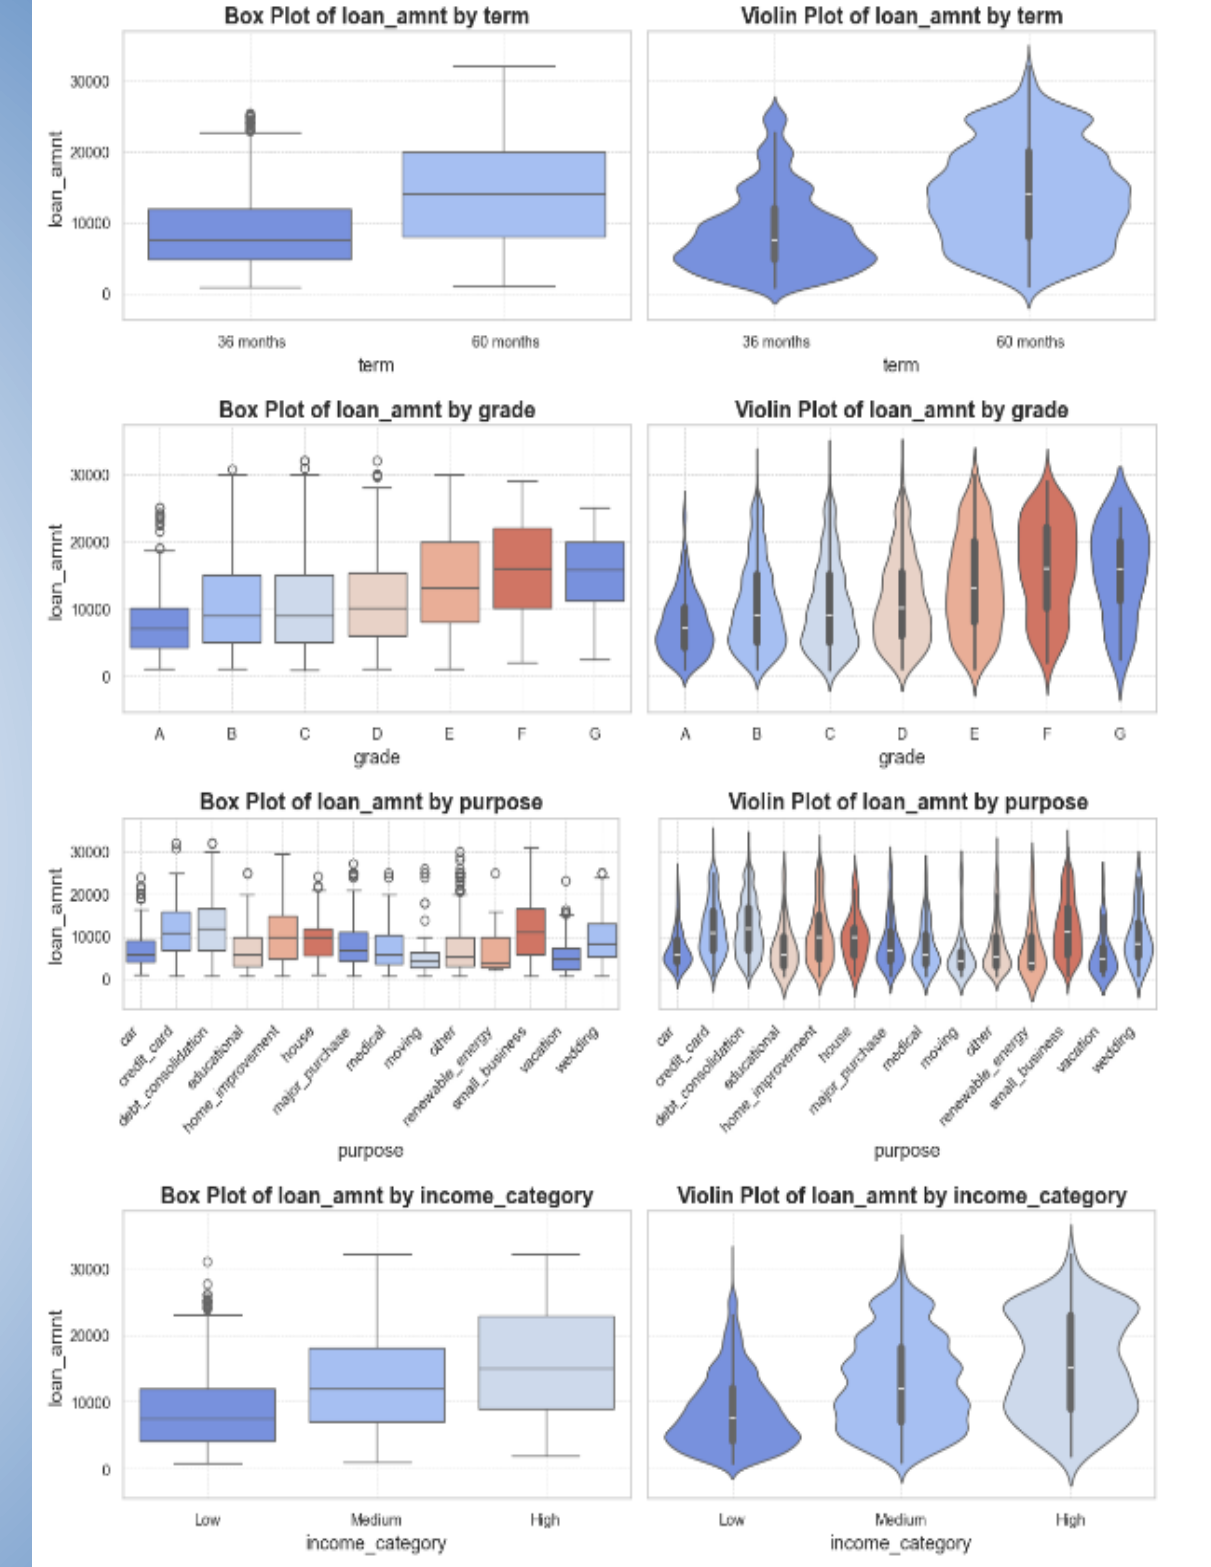 Box Plot of loan_amnt by term
loan_amnt
30000
20000
10000
0
36 months 60 months
term
Violin Plot of loan_amnt by term
36 months 60 months
term
Box Plot of loan_amnt by grade
loan_amnt
30000
20000
10000
0
A B C D E F G
grade
Violin Plot of loan_amnt by grade
A B C D E F G
grade
Box Plot of loan_amnt by purpose
loan_amnt
30000
20000
10000
0
car
credit_card
debt_consolidation
educational
home_improvement
house
major_purchase
medical
moving
other
renewable_energy
small_business
vacation
wedding
purpose
Violin Plot of loan_amnt by purpose
car
credit_card
debt_consolidation
educational
home_improvement
house
major_purchase
medical
moving
other
renewable_energy
small_business
vacation
wedding
purpose
Box Plot of loan_amnt by income_category
loan_amnt
30000
20000
10000
0
Low Medium High
income_category
Violin Plot of loan_amnt by income_category
Low Medium High
income_category